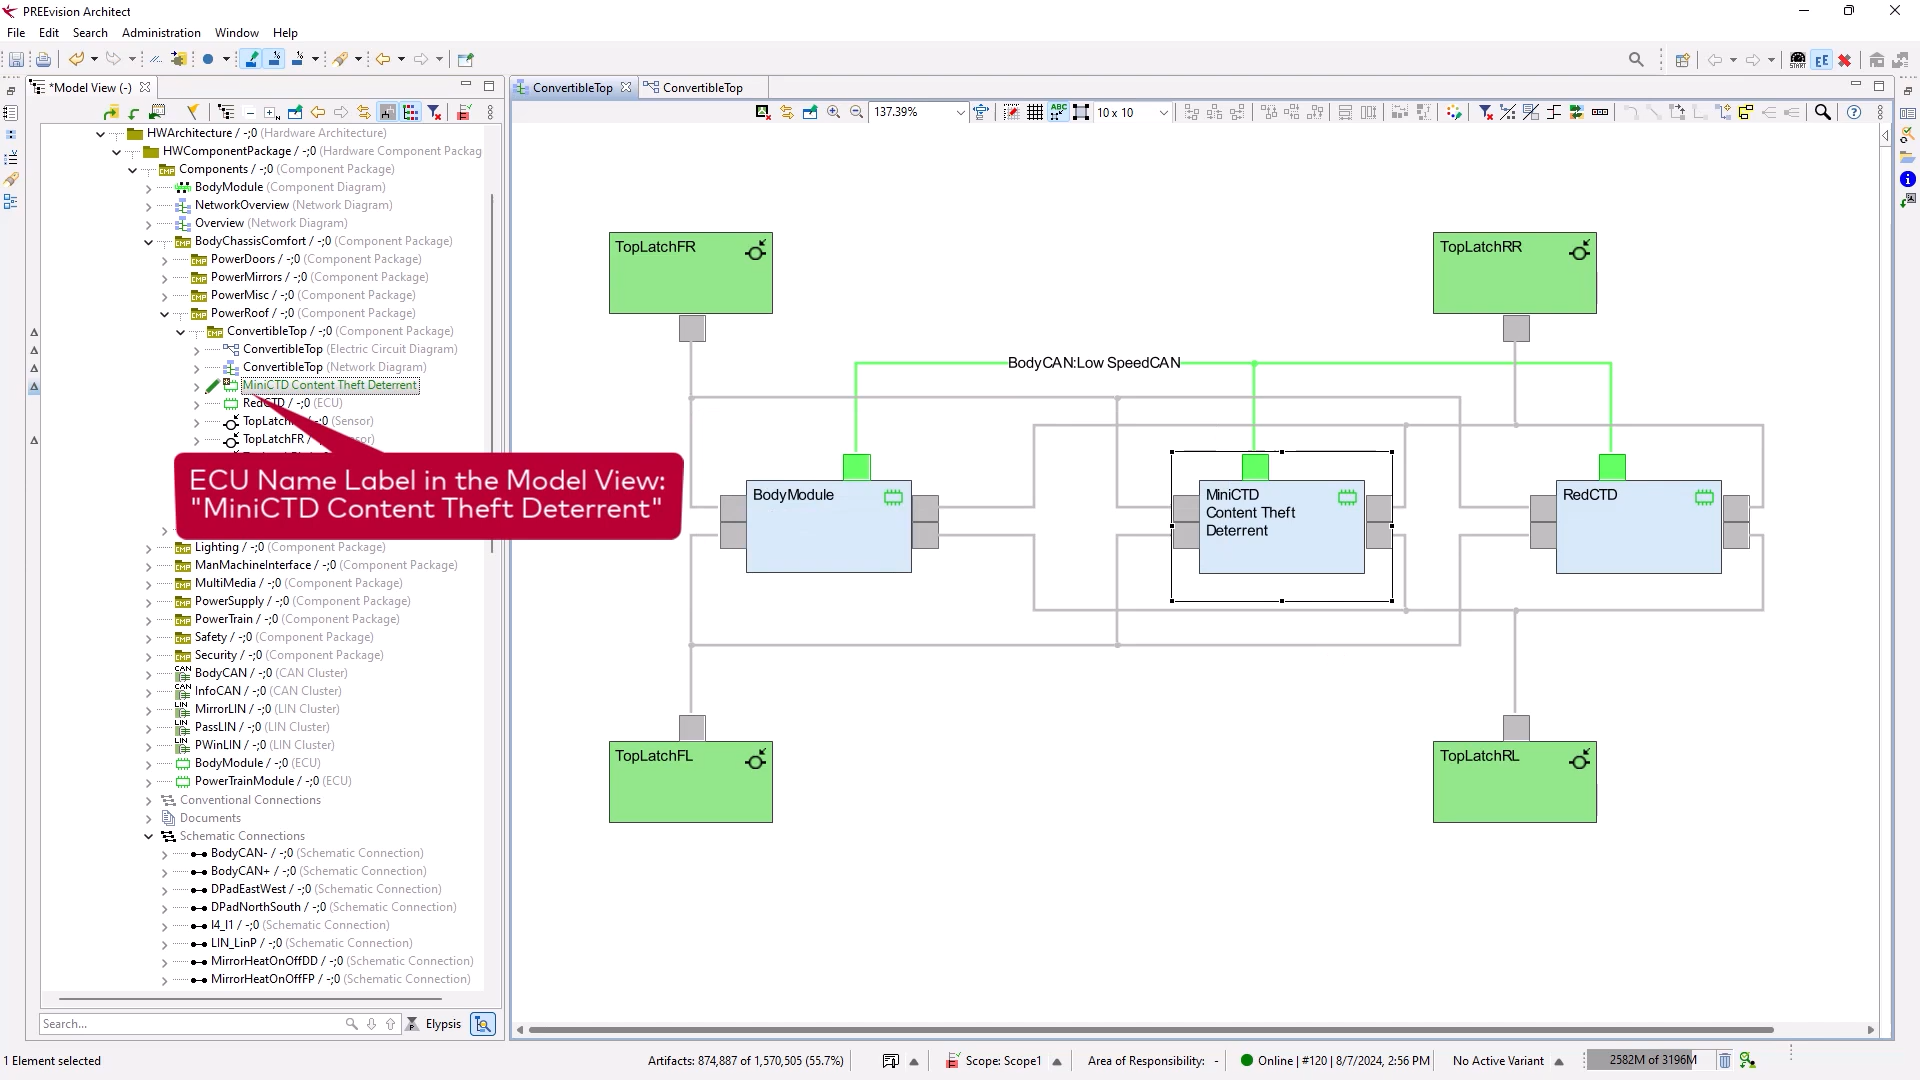 PREEvision Architect
File Edit Search Administration Window Help
*Model View (-)
ConvertibleTop
ConvertibleTop
137.39%
ABC
10 x 10
START
EE
HWArchitecture / -;0 (Hardware Architecture)
HWComponentPackage / -;0 (Hardware Component Packag
Components / -;0 (Component Package)
BodyModule (Component Diagram)
NetworkOverview (Network Diagram)
Overview (Network Diagram)
BodyChassisComfort / -;0 (Component Package)
PowerDoors / -;0 (Component Package)
PowerMirrors / -;0 (Component Package)
PowerMisc / -;0 (Component Package)
PowerRoof / -;0 (Component Package)
ConvertibleTop / -;0 (Component Package)
ConvertibleTop (Electric Circuit Diagram)
ConvertibleTop (Network Diagram)
MiniCTD Content Theft Deterrent
RedCTD / -;0 (ECU)
TopLatch -;0 (Sensor)
TopLatchFR /
ECU Name Label in the Model View:
"MiniCTD Content Theft Deterrent"
Lighting / -;0 (Component Package)
ManMachineInterface / -;0 (Component Package)
MultiMedia / -;0 (Component Package)
PowerSupply / -;0 (Component Package)
PowerTrain / -;0 (Component Package)
Safety / -;0 (Component Package)
Security / -;0 (Component Package)
BodyCAN / -;0 (CAN Cluster)
InfoCAN / -;0 (CAN Cluster)
MirrorLIN / -;0 (LIN Cluster)
PassLIN / -;0 (LIN Cluster)
PWinLIN / -;0 (LIN Cluster)
BodyModule / -;0 (ECU)
PowerTrainModule / -;0 (ECU)
Conventional Connections
Documents
Schematic Connections
BodyCAN- / -;0 (Schematic Connection)
BodyCAN+ / -;0 (Schematic Connection)
DPadEastWest / -;0 (Schematic Connection)
DPadNorthSouth / -;0 (Schematic Connection)
I4_I1 / -;0 (Schematic Connection)
LIN_LinP / -;0 (Schematic Connection)
MirrorHeatOnOffDD / -;0 (Schematic Connection)
MirrorHeatOnOffFP / -;0 (Schematic Connection)
Search...
Elypsis
TopLatchFR
TopLatchRR
BodyCAN:Low SpeedCAN
BodyModule
MiniCTD
Content Theft
Deterrent
RedCTD
TopLatchFL
TopLatchRL
1 Element selected
Artifacts: 874,887 of 1,570,505 (55.7%)
Scope: Scope1
Area of Responsibility: -
Online | #120 | 8/7/2024, 2:56 PM
No Active Variant
2582M of 3196M